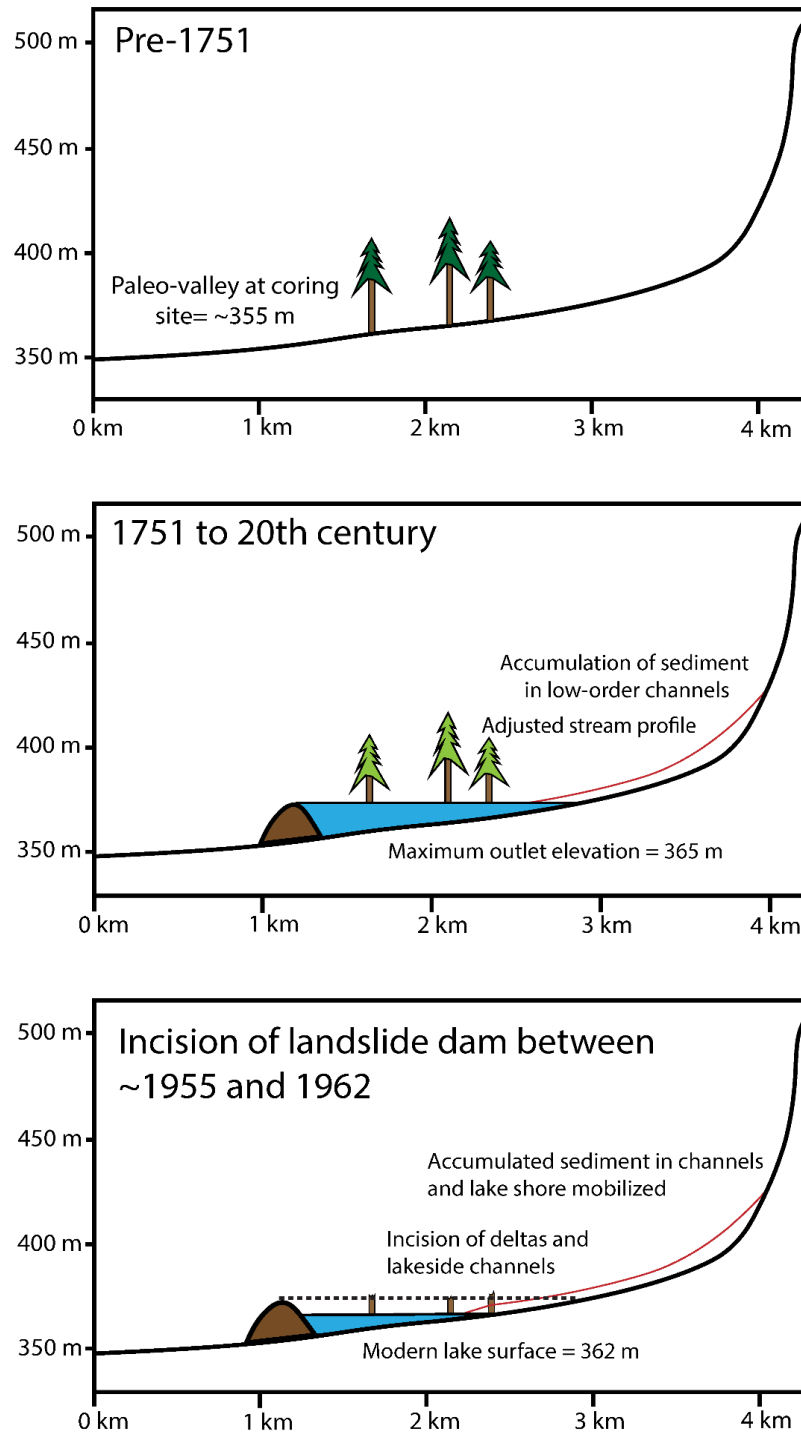 Pre-1751
500 m
450 m
400 m
350 m
Paleo-valley at coring
site= ~355 m
0 km
1 km
2 km
3 km
4 km
1751 to 20th century
500 m
450 m
400 m
350 m
Accumulation of sediment
in low-order channels
Adjusted stream profile
Maximum outlet elevation = 365 m
0 km
1 km
2 km
3 km
4 km
Incision of landslide dam between
~1955 and 1962
500 m
450 m
400 m
350 m
Accumulated sediment in channels
and lake shore mobilized
Incision of deltas and
lakeside channels
Modern lake surface = 362 m
0 km
1 km
2 km
3 km
4 km